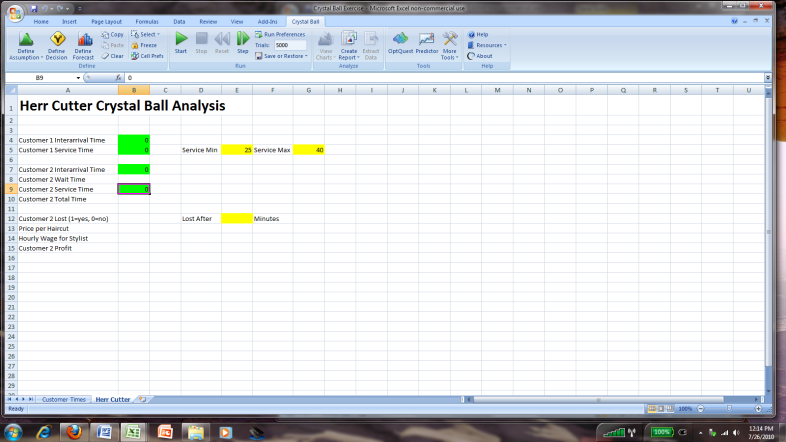 Crystal Ball Exercise - Microsoft Excel non-commercial use
Home Insert Page Layout Formulas Data Review View Add-Ins Crystal Ball
Define Assumption Define Decision Define Forecast Copy Paste Clear Select Freeze Cell Prefs
Start Stop Reset Step Run Preferences
Trials: 5000
Save or Restore
View Charts Create Report Extract Data OptQuest Predictor More Tools Help Resources About
Define Run Analyze Tools Help
B9 fx 0
A B C D E F G H I J K L M N O P Q R S T U
1 Herr Cutter Crystal Ball Analysis
2
3
4 Customer 1 Interarrival Time 0
5 Customer 1 Service Time 0 Service Min 25 Service Max 40
6
7 Customer 2 Interarrival Time 0
8 Customer 2 Wait Time
9 Customer 2 Service Time 0
10 Customer 2 Total Time
11
12 Customer 2 Lost (1=yes, 0=no) Lost After Minutes
13 Price per Haircut
14 Hourly Wage for Stylist
15 Customer 2 Profit
16
17
18
19
20
21
22
23
24
25
26
27
28
29
Customer Times Herr Cutter
Ready 100%
100% 12:14 PM
7/26/2010